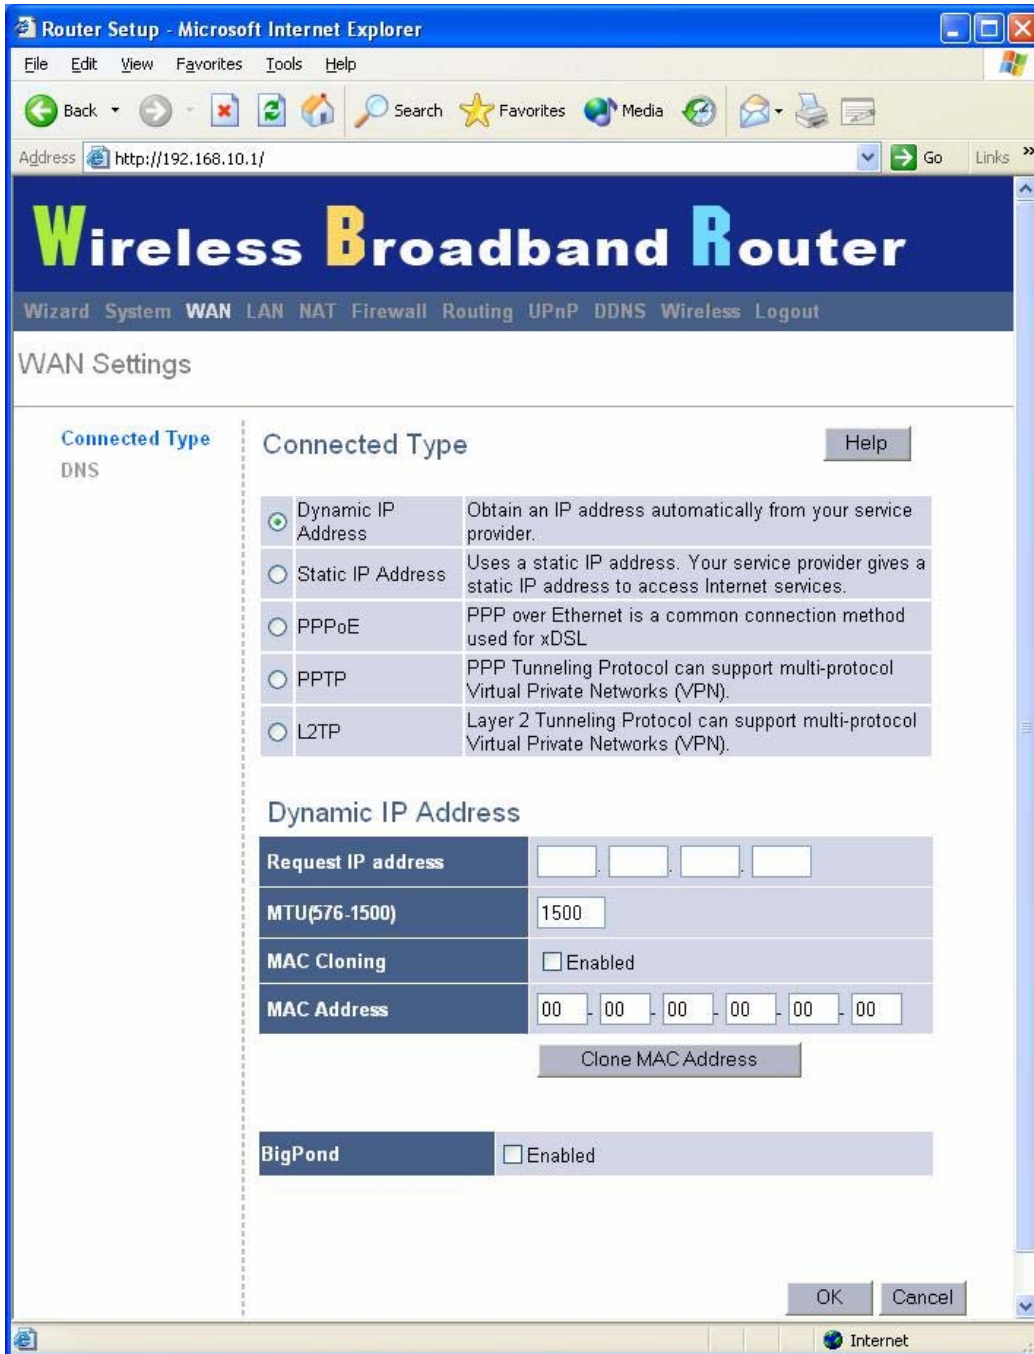 Router Setup - Microsoft Internet Explorer
File Edit View Favorites Tools Help
Back Search Favorites Media
Address http://192.168.10.1/ Go Links »
Wireless Broadband Router
Wizard System WAN LAN NAT Firewall Routing UPnP DDNS Wireless Logout
WAN Settings
Connected Type
DNS
Connected Type
Help
Dynamic IP
Address
Obtain an IP address automatically from your service
provider.
Static IP Address
Uses a static IP address. Your service provider gives a
static IP address to access Internet services.
PPPoE
PPP over Ethernet is a common connection method
used for xDSL
PPTP
PPP Tunneling Protocol can support multi-protocol
Virtual Private Networks (VPN).
L2TP
Layer 2 Tunneling Protocol can support multi-protocol
Virtual Private Networks (VPN).
Dynamic IP Address
Request IP address . . .
MTU(576-1500) 1500
MAC Cloning Enabled
MAC Address 00 - 00 - 00 - 00 - 00 - 00
Clone MAC Address
BigPond Enabled
OK Cancel
Internet